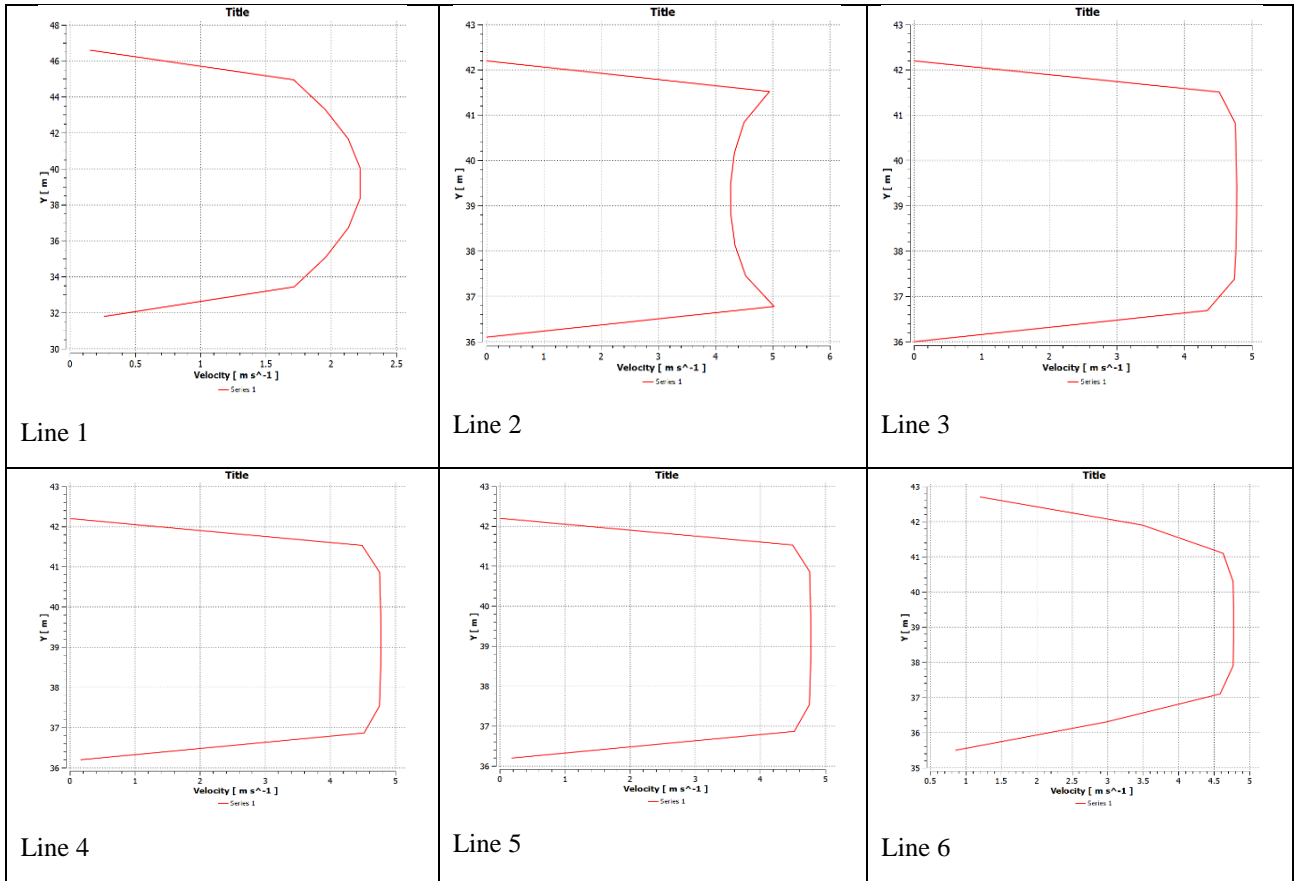 Title
48
46
44
42
40
38
36
34
32
30
Y [ m ]
0 0.5 1 1.5 2 2.5
Velocity [ m s^-1 ]
Series 1
Line 1
Title
43
42
41
40
39
38
37
36
Y [ m ]
0 1 2 3 4 5 6
Velocity [ m s^-1 ]
Series 1
Line 2
Title
43
42
41
40
39
38
37
36
Y [ m ]
0 1 2 3 4 5
Velocity [ m s^-1 ]
Series 1
Line 3
Title
43
42
41
40
39
38
37
36
Y [ m ]
0 1 2 3 4 5
Velocity [ m s^-1 ]
Series 1
Line 4
Title
43
42
41
40
39
38
37
36
Y [ m ]
0 1 2 3 4 5
Velocity [ m s^-1 ]
Series 1
Line 5
Title
43
42
41
40
39
38
37
36
35
Y [ m ]
0.5 1 1.5 2 2.5 3 3.5 4 4.5 5
Velocity [ m s^-1 ]
Series 1
Line 6